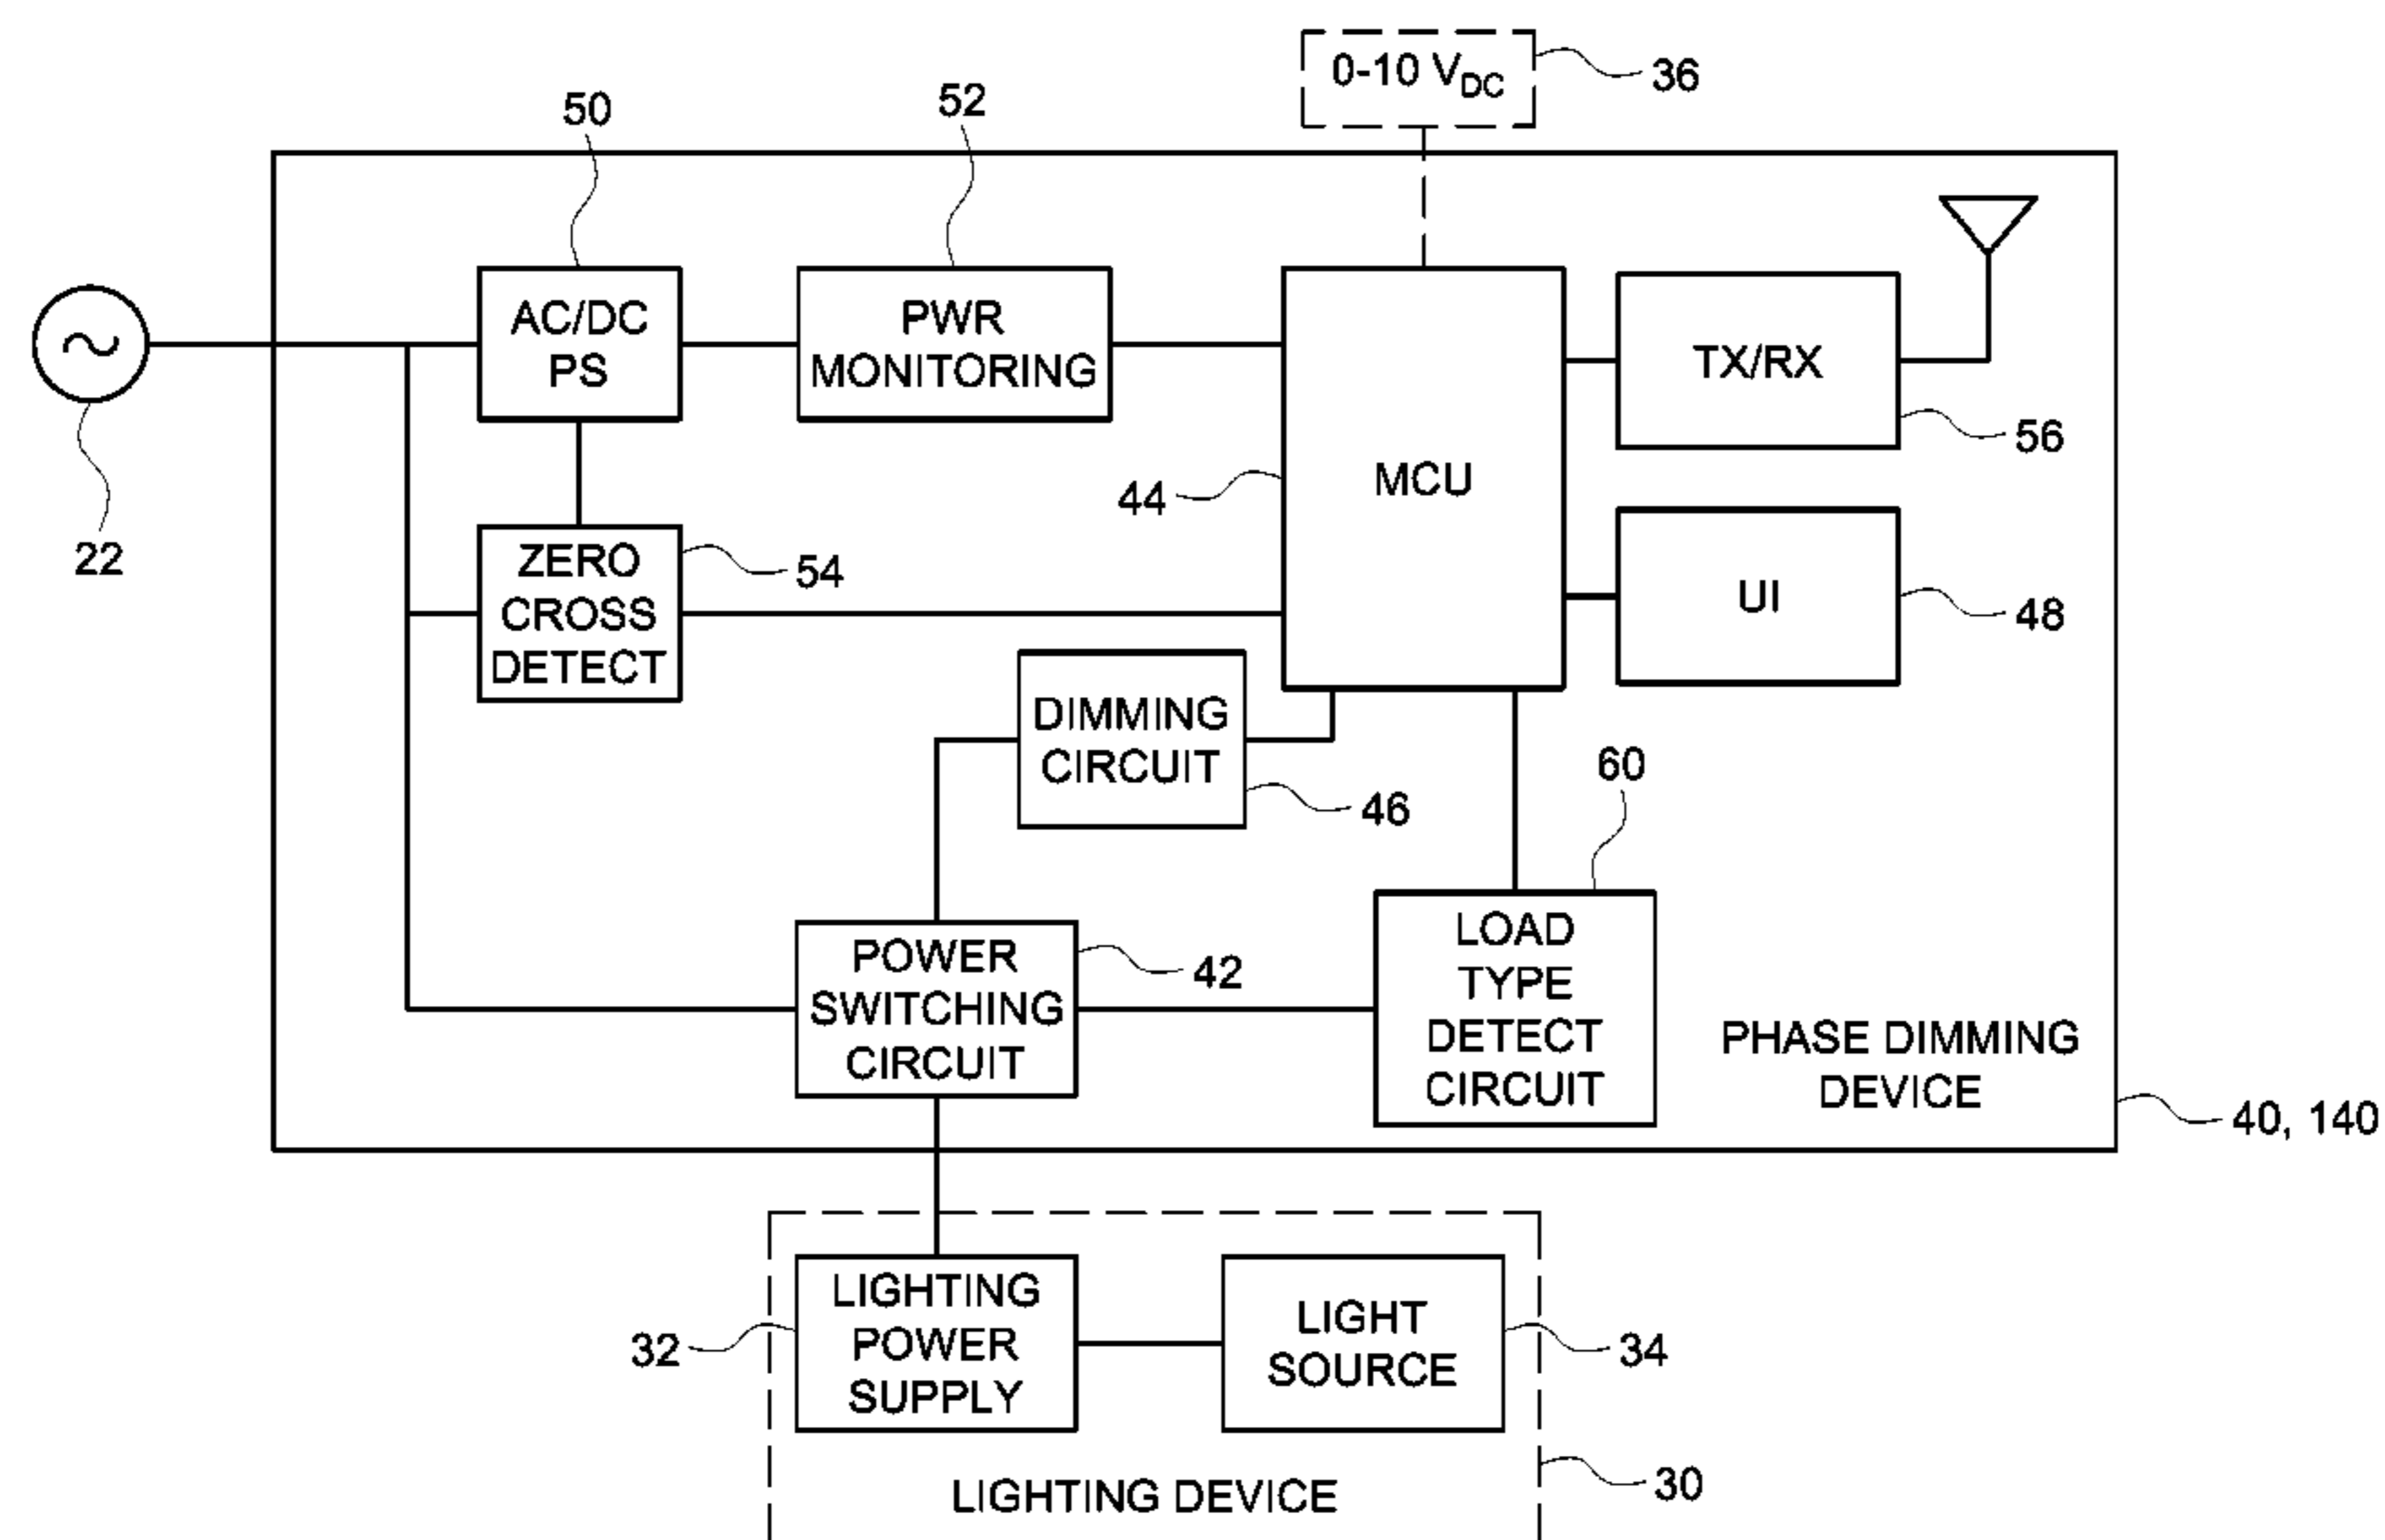 0-10 VDC
36
50
52
AC/DC
PS
PWR
MONITORING
MCU
44
TX/RX
56
22
ZERO
CROSS
DETECT
54
UI
48
DIMMING
CIRCUIT
46
60
POWER
SWITCHING
CIRCUIT
42
LOAD
TYPE
DETECT
CIRCUIT
PHASE DIMMING
DEVICE
40, 140
LIGHTING
POWER
SUPPLY
32
LIGHT
SOURCE
34
LIGHTING DEVICE
30